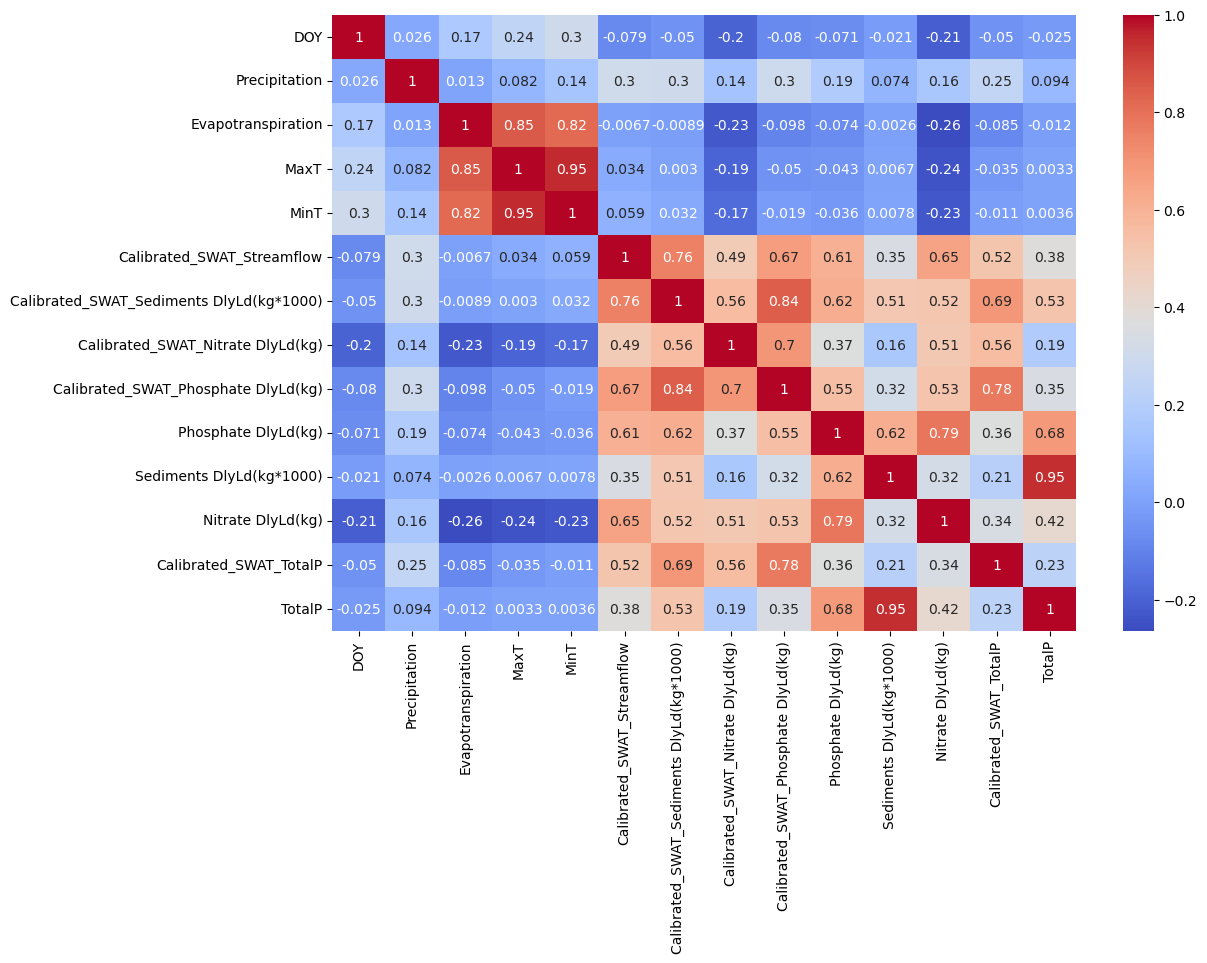 DOY 1 0.026 0.17 0.24 0.3 -0.079 -0.05 -0.2 -0.08 -0.071 -0.021 -0.21 -0.05 -0.025
Precipitation 0.026 1 0.013 0.082 0.14 0.3 0.3 0.14 0.3 0.19 0.074 0.16 0.25 0.094
Evapotranspiration 0.17 0.013 1 0.85 0.82 -0.0067 -0.0089 -0.23 -0.098 -0.074 -0.0026 -0.26 -0.085 -0.012
MaxT 0.24 0.082 0.85 1 0.95 0.034 0.003 -0.19 -0.05 -0.043 0.0067 -0.24 -0.035 0.0033
MinT 0.3 0.14 0.82 0.95 1 0.059 0.032 -0.17 -0.019 -0.036 0.0078 -0.23 -0.011 0.0036
Calibrated_SWAT_Streamflow -0.079 0.3 -0.0067 0.034 0.059 1 0.76 0.49 0.67 0.61 0.35 0.65 0.52 0.38
Calibrated_SWAT_Sediments DlyLd(kg*1000) -0.05 0.3 -0.0089 0.003 0.032 0.76 1 0.56 0.84 0.62 0.51 0.52 0.69 0.53
Calibrated_SWAT_Nitrate DlyLd(kg) -0.2 0.14 -0.23 -0.19 -0.17 0.49 0.56 1 0.7 0.37 0.16 0.51 0.56 0.19
Calibrated_SWAT_Phosphate DlyLd(kg) -0.08 0.3 -0.098 -0.05 -0.019 0.67 0.84 0.7 1 0.55 0.32 0.53 0.78 0.35
Phosphate DlyLd(kg) -0.071 0.19 -0.074 -0.043 -0.036 0.61 0.62 0.37 0.55 1 0.62 0.79 0.36 0.68
Sediments DlyLd(kg*1000) -0.021 0.074 -0.0026 0.0067 0.0078 0.35 0.51 0.16 0.32 0.62 1 0.32 0.21 0.95
Nitrate DlyLd(kg) -0.21 0.16 -0.26 -0.24 -0.23 0.65 0.52 0.51 0.53 0.79 0.32 1 0.34 0.42
Calibrated_SWAT_TotalP -0.05 0.25 -0.085 -0.035 -0.011 0.52 0.69 0.56 0.78 0.36 0.21 0.34 1 0.23
TotalP -0.025 0.094 -0.012 0.0033 0.0036 0.38 0.53 0.19 0.35 0.68 0.95 0.42 0.23 1
DOY
Precipitation
Evapotranspiration
MaxT
MinT
Calibrated_SWAT_Streamflow
Calibrated_SWAT_Sediments DlyLd(kg*1000)
Calibrated_SWAT_Nitrate DlyLd(kg)
Calibrated_SWAT_Phosphate DlyLd(kg)
Phosphate DlyLd(kg)
Sediments DlyLd(kg*1000)
Nitrate DlyLd(kg)
Calibrated_SWAT_TotalP
TotalP
1.0
0.8
0.6
0.4
0.2
0.0
−0.2